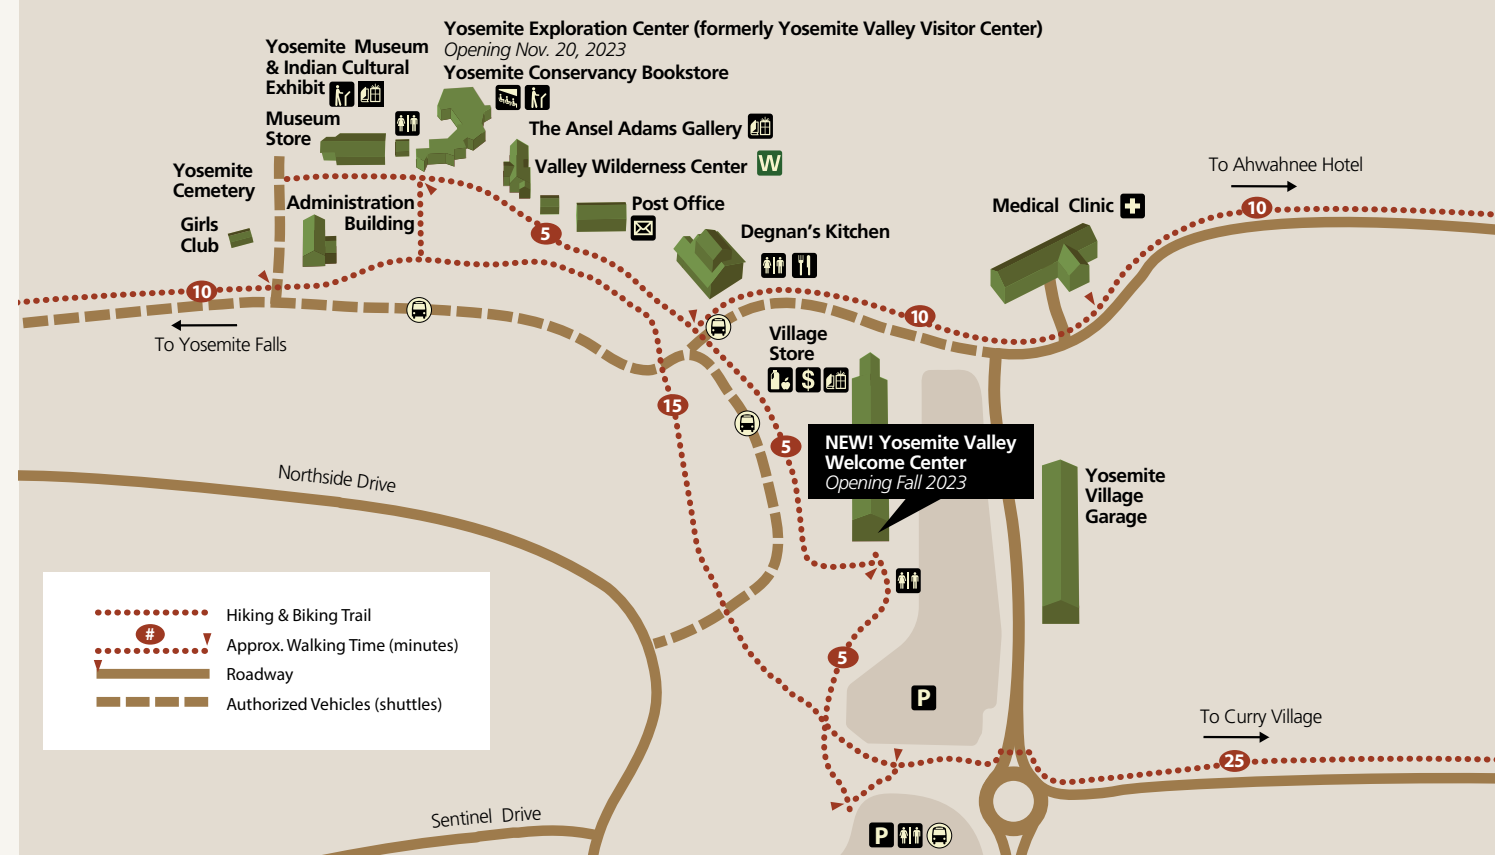 Yosemite Exploration Center (formerly Yosemite Valley Visitor Center)
Opening Nov. 20, 2023
Yosemite Conservancy Bookstore
Yosemite Museum
& Indian Cultural
Exhibit
Museum
Store
The Ansel Adams Gallery
Valley Wilderness Center W
Yosemite
Cemetery
Administration
Building
Girls
Club
Post Office
Degnan's Kitchen
Medical Clinic
To Ahwahnee Hotel
10
5
10
To Yosemite Falls
10
Village
Store
$
15
5
NEW! Yosemite Valley
Welcome Center
Opening Fall 2023
Yosemite
Village
Garage
Northside Drive
5
P
To Curry Village
25
Hiking & Biking Trail
#
Approx. Walking Time (minutes)
Roadway
Authorized Vehicles (shuttles)
Sentinel Drive
P